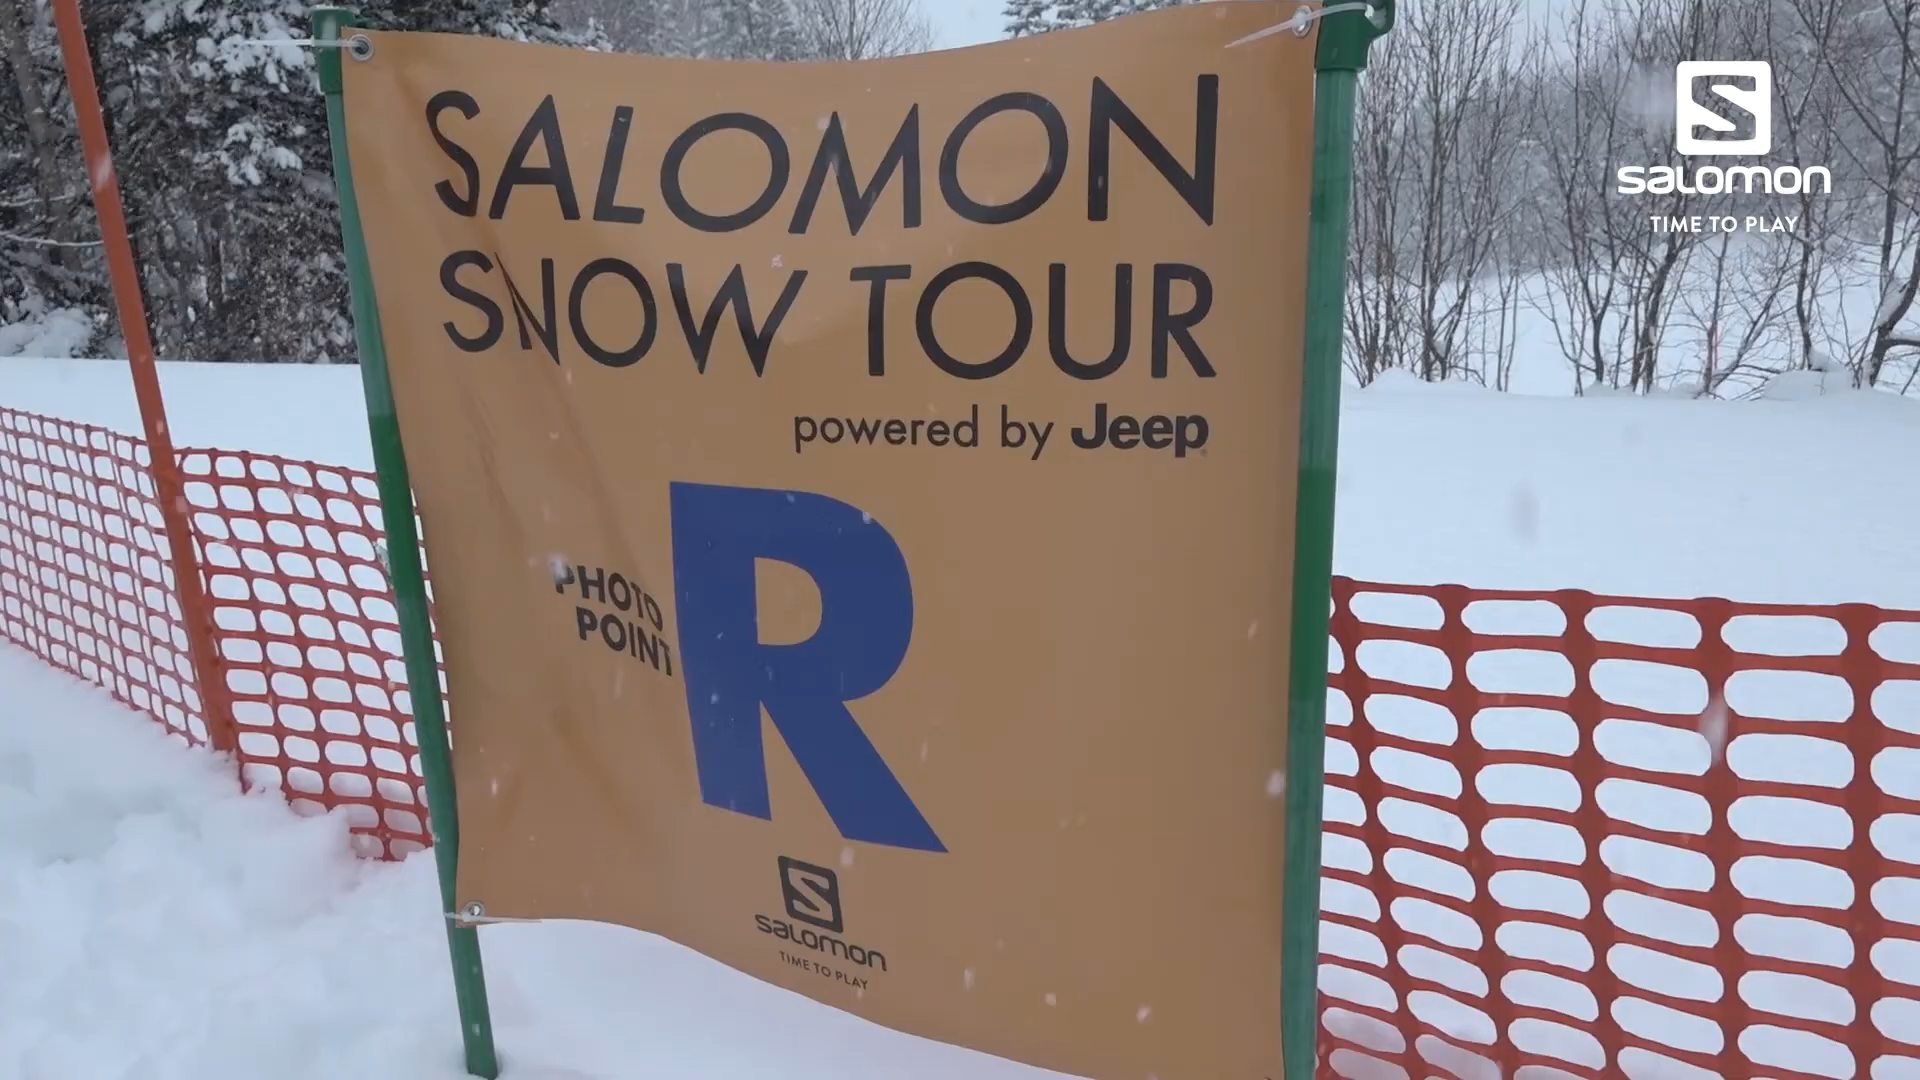 SALOMON
SNOW TOUR
powered by Jeep
PHOTO
POINT
R
S
salomon
TIME TO PLAY
S
salomon
TIME TO PLAY